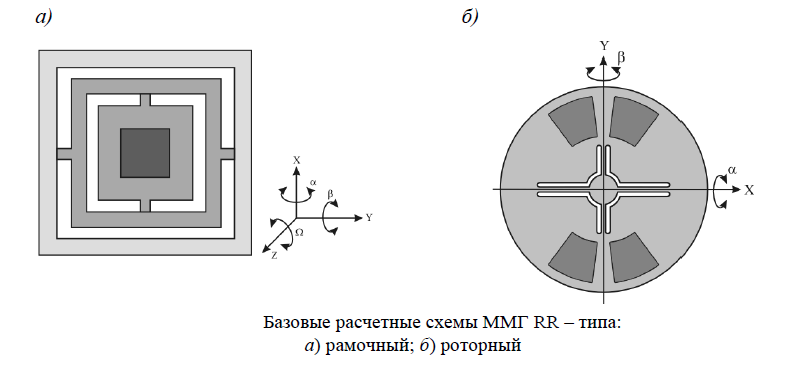 а)
б)
X
α
β
Y
Ω
Z
Y
β
α
X
Базовые расчетные схемы ММГ RR – типа:
а) рамочный; б) роторный